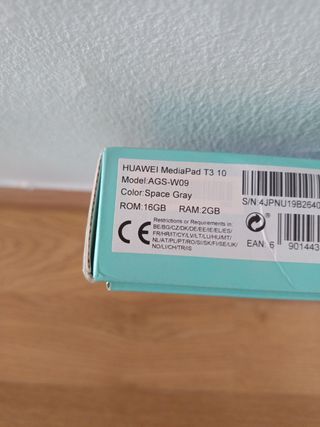 HUAWEI MediaPad T3 10
Model:AGS-W09
Color:Space Gray
ROM:16GB RAM:2GB
S/N:4JPNU19B2640
CE
Restrictions or Requirements in:
BE/BG/CZ/DK/DE/EE/IE/EL/ES/
FR/HR/IT/CY/LV/LT/LU/HU/MT/
NL/AT/PL/PT/RO/SI/SK/FI/SE/UK/
NO/LI/CH/TR/IS
EAN: 6 901443